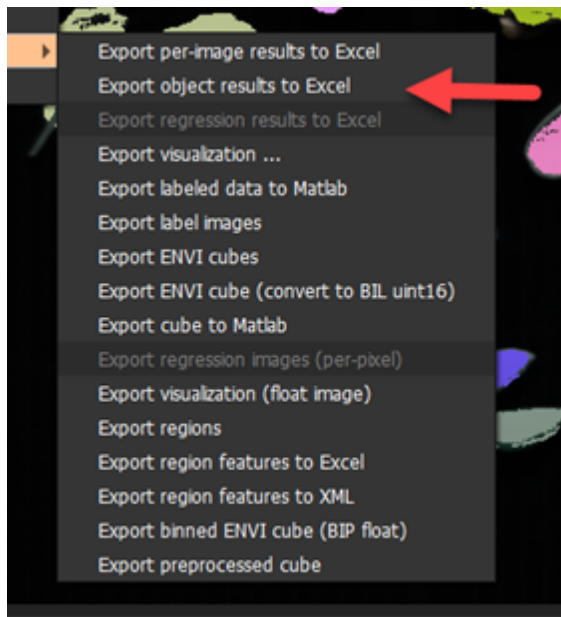 Export per-image results to Excel
Export object results to Excel
Export regression results to Excel
Export visualization ...
Export labeled data to Matlab
Export label images
Export ENVI cubes
Export ENVI cube (convert to BIL uint16)
Export cube to Matlab
Export regression images (per-pixel)
Export visualization (float image)
Export regions
Export region features to Excel
Export region features to XML
Export binned ENVI cube (BIP float)
Export preprocessed cube